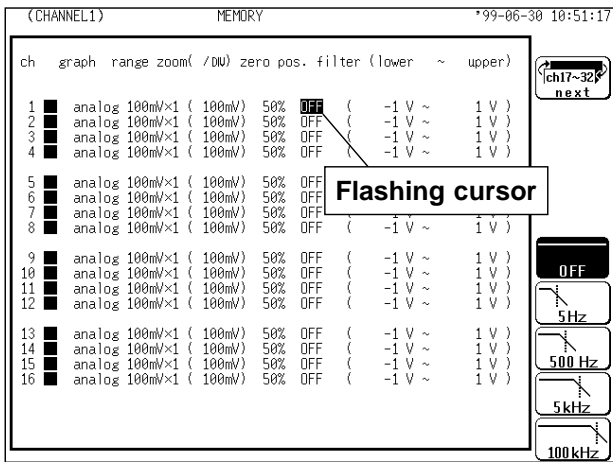 (CHANNEL1) MEMORY '99-06-30 10:51:17
ch graph range zoom( /DIV) zero pos. filter (lower ~ upper)
ch17~32
next
1 analog 100mV×1 ( 100mV) 50% OFF ( -1 V ~ 1 V )
2 analog 100mV×1 ( 100mV) 50% OFF ( -1 V ~ 1 V )
3 analog 100mV×1 ( 100mV) 50% OFF ( -1 V ~ 1 V )
4 analog 100mV×1 ( 100mV) 50% OFF ( -1 V ~ 1 V )
5 analog 100mV×1 ( 100mV) 50% OFF
6 analog 100mV×1 ( 100mV) 50% OFF
7 analog 100mV×1 ( 100mV) 50% OFF ( -1 V ~ 1 V )
8 analog 100mV×1 ( 100mV) 50% OFF ( -1 V ~ 1 V )
Flashing cursor
9 analog 100mV×1 ( 100mV) 50% OFF ( -1 V ~ 1 V )
10 analog 100mV×1 ( 100mV) 50% OFF ( -1 V ~ 1 V )
11 analog 100mV×1 ( 100mV) 50% OFF ( -1 V ~ 1 V )
12 analog 100mV×1 ( 100mV) 50% OFF ( -1 V ~ 1 V )
13 analog 100mV×1 ( 100mV) 50% OFF ( -1 V ~ 1 V )
14 analog 100mV×1 ( 100mV) 50% OFF ( -1 V ~ 1 V )
15 analog 100mV×1 ( 100mV) 50% OFF ( -1 V ~ 1 V )
16 analog 100mV×1 ( 100mV) 50% OFF ( -1 V ~ 1 V )
OFF
5Hz
500 Hz
5kHz
100kHz